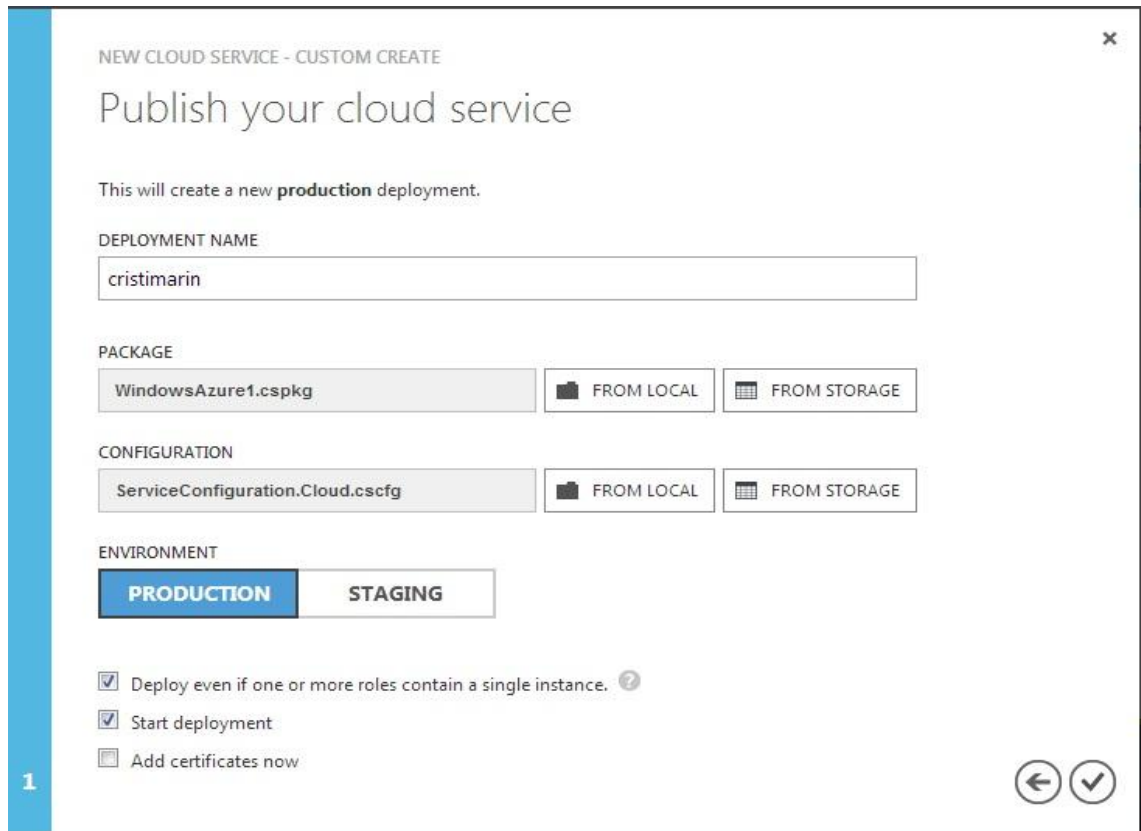 NEW CLOUD SERVICE - CUSTOM CREATE
Publish your cloud service
This will create a new production deployment.
DEPLOYMENT NAME
cristimarin
PACKAGE
WindowsAzure1.cspkg FROM LOCAL FROM STORAGE
CONFIGURATION
ServiceConfiguration.Cloud.cscfg FROM LOCAL FROM STORAGE
ENVIRONMENT
PRODUCTION STAGING
Deploy even if one or more roles contain a single instance. ?
Start deployment
Add certificates now
1